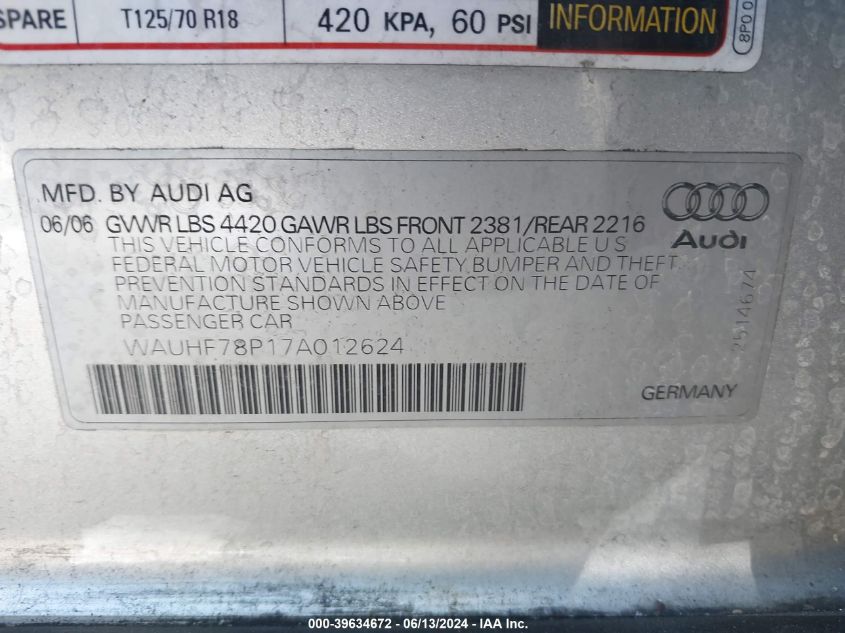 SPARE T125/70 R18 420 KPA, 60 PSI INFORMATION
8P0 0
MFD. BY AUDI AG
06/06 GVWR LBS 4420 GAWR LBS FRONT 2381/REAR 2216
THIS VEHICLE CONFORMS TO ALL APPLICABLE U S
FEDERAL MOTOR VEHICLE SAFETY,BUMPER AND THEFT
PREVENTION STANDARDS IN EFFECT ON THE DATE OF
MANUFACTURE SHOWN ABOVE
PASSENGER CAR
WAUHF78P17A012624
Audi
2514674
GERMANY
000-39634672 - 06/13/2024 - IAA Inc.